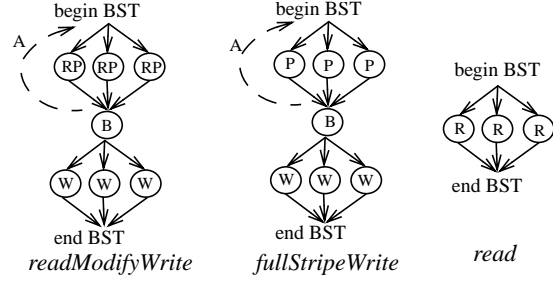 begin BST
A
RP RP RP
B
W W W
end BST
readModifyWrite
begin BST
A
P P P
B
W W W
end BST
fullStripeWrite
begin BST
R R R
end BST
read